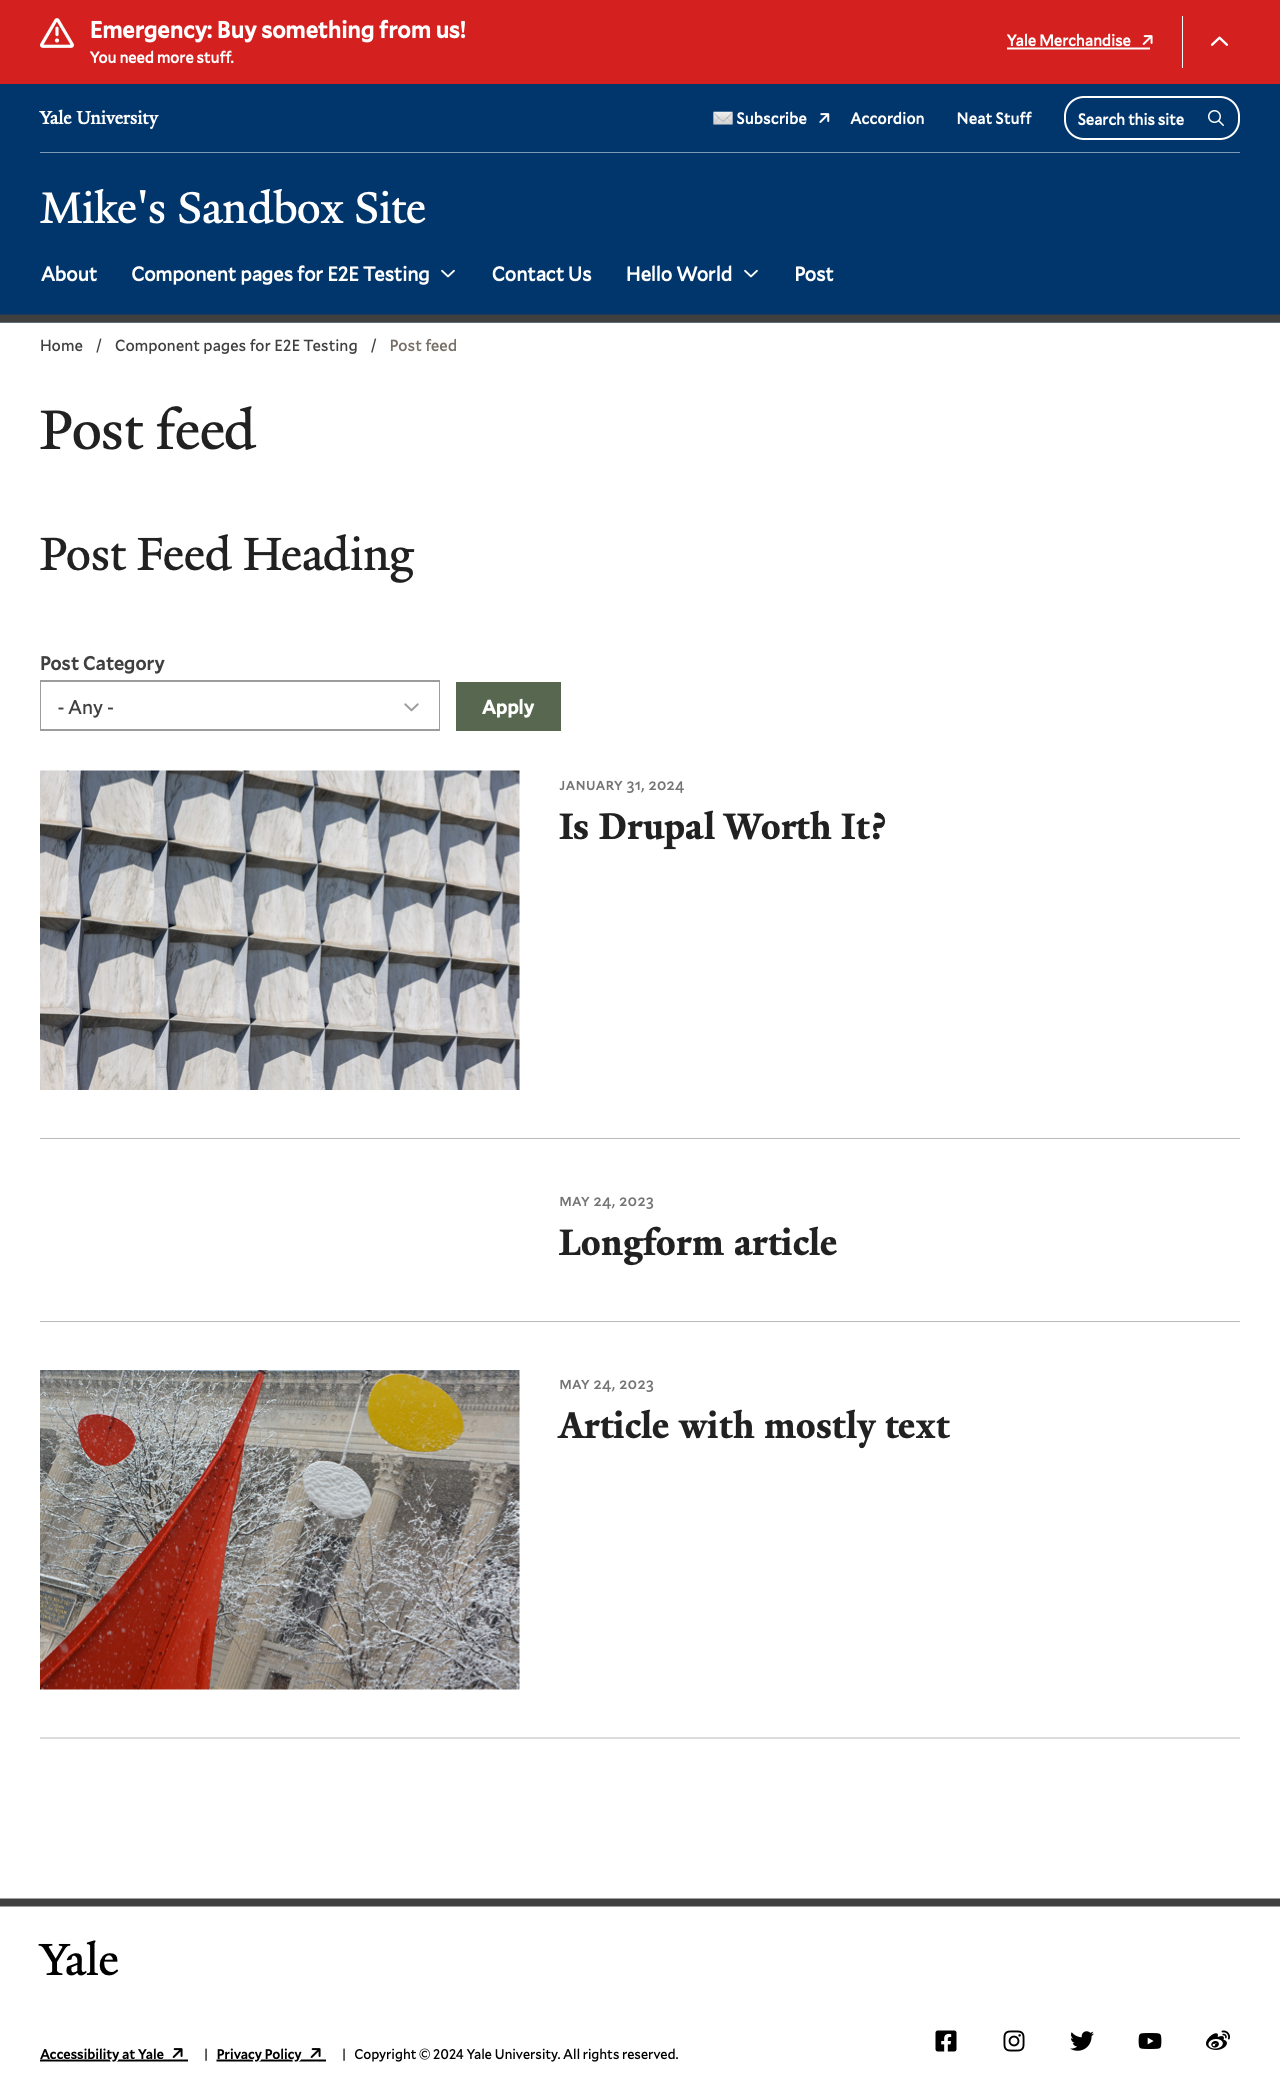 Emergency: Buy something from us!
You need more stuff.
Yale Merchandise
Yale University
Subscribe
Accordion
Neat Stuff
Search this site
Mike's Sandbox Site
About
Component pages for E2E Testing
Contact Us
Hello World
Post
Home / Component pages for E2E Testing / Post feed
Post feed
Post Feed Heading
Post Category
- Any -
Apply
JANUARY 31, 2024
Is Drupal Worth It?
MAY 24, 2023
Longform article
MAY 24, 2023
Article with mostly text
Yale
Accessibility at Yale | Privacy Policy | Copyright © 2024 Yale University. All rights reserved.